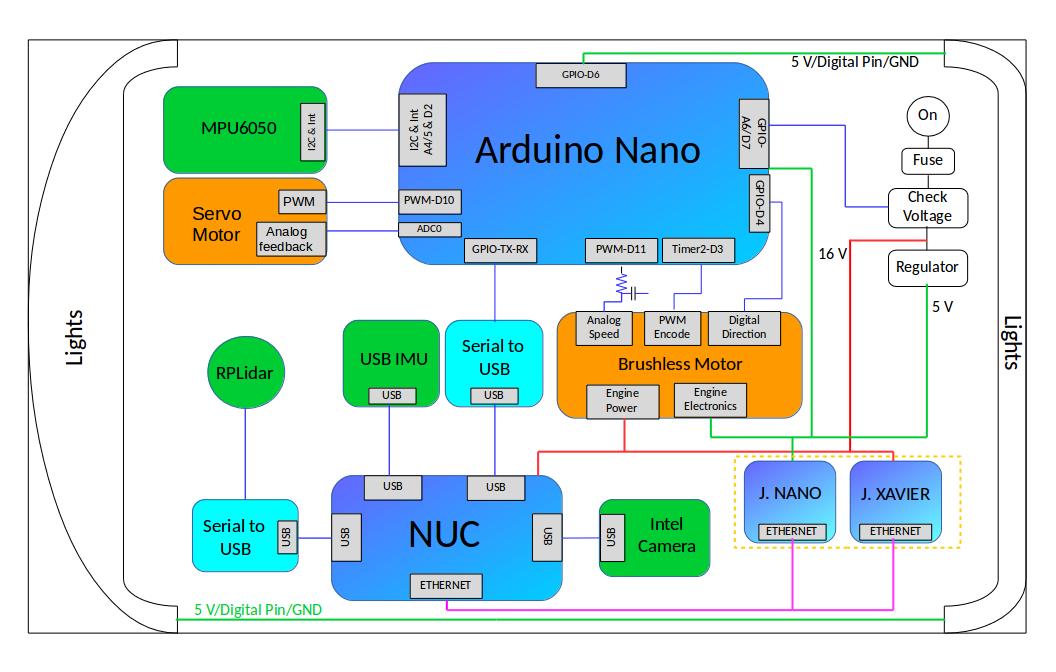 GPIO-D6
5 V/Digital Pin/GND
MPU6050
I2C & Int
I2C & Int
A4/5 & D2
Arduino Nano
GPIO-
A6/D7
On
Fuse
Check
Voltage
Servo
Motor
PWM
Analog
feedback
PWM-D10
ADC0
GPIO-D4
GPIO-TX-RX
PWM-D11
Timer2-D3
16 V
Regulator
5 V
Lights
Lights
RPLidar
USB IMU
USB
Serial to
USB
USB
Analog
Speed
PWM
Encode
Digital
Direction
Brushless Motor
Engine
Power
Engine
Electronics
Serial to
USB
USB
USB
USB
USB
NUC
USB
ETHERNET
USB
Intel
Camera
J. NANO
ETHERNET
J. XAVIER
ETHERNET
5 V/Digital Pin/GND